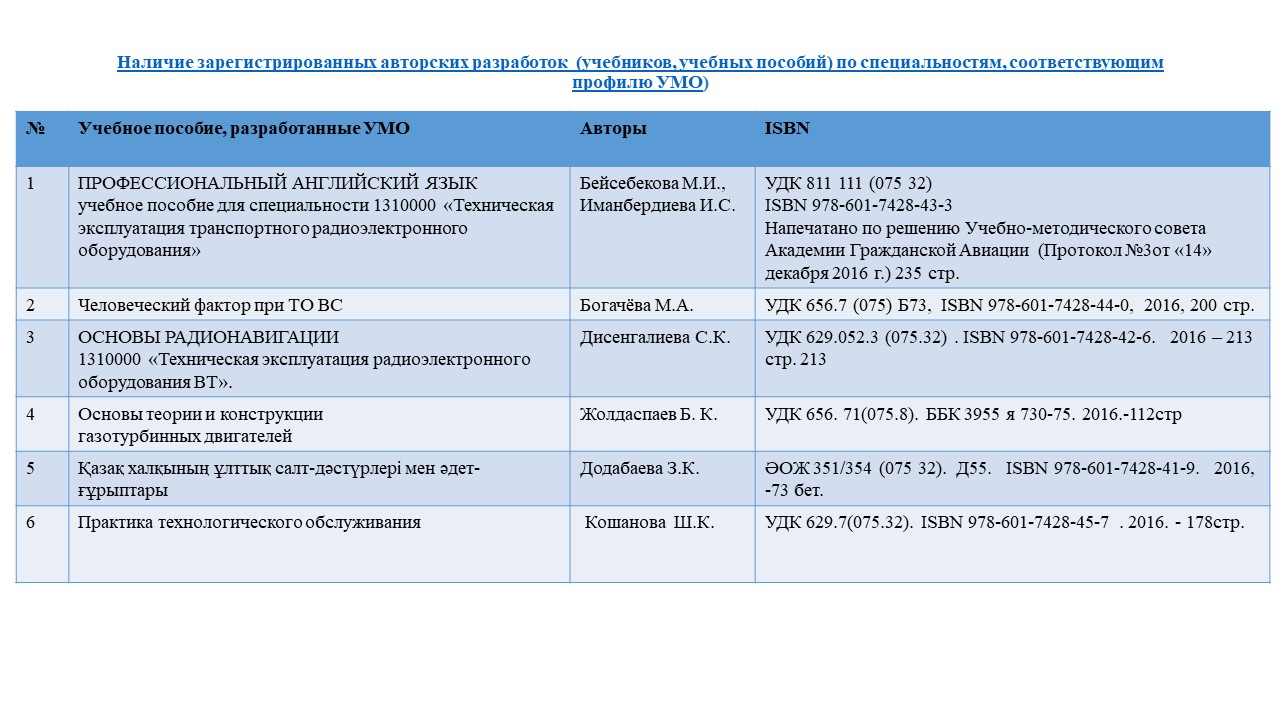 Наличие зарегистрированных авторских разработок (учебников, учебных пособий) по специальностям, соответствующим
профилю УМО)
№ Учебное пособие, разработанные УМО Авторы ISBN
1 ПРОФЕССИОНАЛЬНЫЙ АНГЛИЙСКИЙ ЯЗЫК
учебное пособие для специальности 1310000 «Техническая
эксплуатация транспортного радиоэлектронного
оборудования»
Бейсебекова М.И.,
Иманбердиева И.С.
УДК 811 111 (075 32)
ISBN 978-601-7428-43-3
Напечатано по решению Учебно-методического совета
Академии Гражданской Авиации (Протокол №3от «14»
декабря 2016 г.) 235 стр.
2 Человеческий фактор при ТО ВС Богачёва М.А. УДК 656.7 (075) Б73, ISBN 978-601-7428-44-0, 2016, 200 стр.
3 ОСНОВЫ РАДИОНАВИГАЦИИ
1310000 «Техническая эксплуатация радиоэлектронного
оборудования ВТ».
Дисенгалиева С.К.
УДК 629.052.3 (075.32) . ISBN 978-601-7428-42-6. 2016 – 213
стр. 213
4 Основы теории и конструкции
газотурбинных двигателей
Жолдаспаев Б. К.
УДК 656. 71(075.8). ББК 3955 я 730-75. 2016.-112стр
5 Қазақ халқының ұлттық салт-дәстүрлері мен әдет-
ғұрыптары
Додабаева З.К.
ӘОЖ 351/354 (075 32). Д55. ISBN 978-601-7428-41-9. 2016,
-73 бет.
6 Практика технологического обслуживания Кошанова Ш.К. УДК 629.7(075.32). ISBN 978-601-7428-45-7 . 2016. - 178стр.